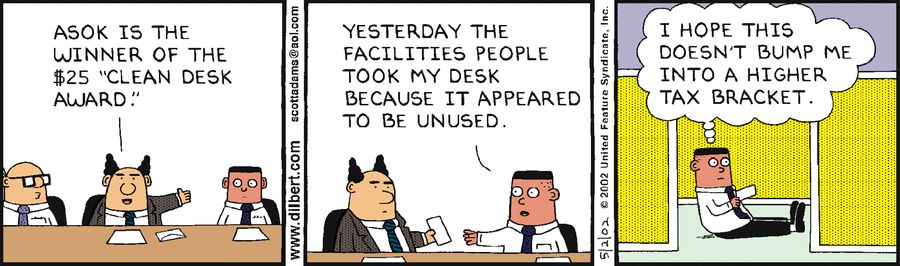 ASOK IS THE
WINNER OF THE
$25 "CLEAN DESK
AWARD."
www.dilbert.com
scottadams@aol.com
YESTERDAY THE
FACILITIES PEOPLE
TOOK MY DESK
BECAUSE IT APPEARED
TO BE UNUSED.
5/2/02 © 2002 United Feature Syndicate, Inc.
I HOPE THIS
DOESN'T BUMP ME
INTO A HIGHER
TAX BRACKET.